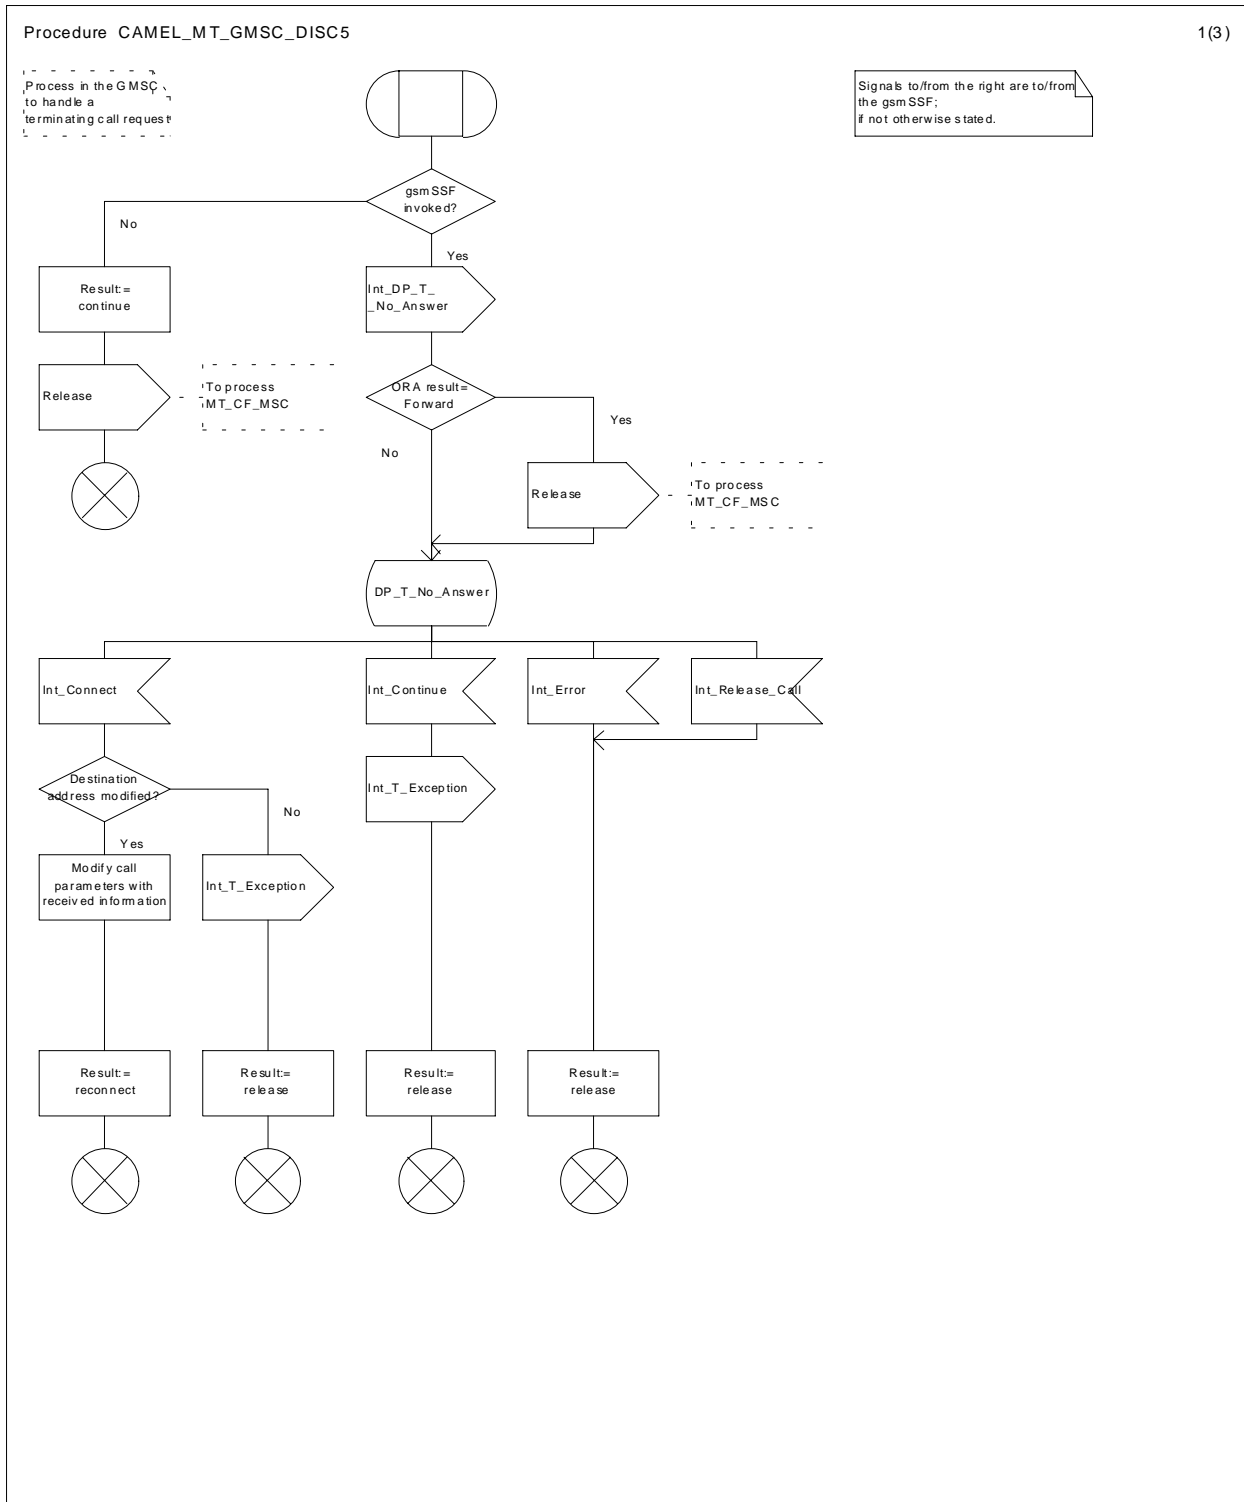 Procedure CAMEL_MT_GMSC_DISC5
1(3)
Process in the GMSC
to handle a
terminating call request
Signals to/from the right are to/from
the gsmSSF;
if not otherwise stated.
gsmSSF
invoked?
No
Yes
Result:=
continue
Int_DP_T_
_No_Answer
Release
To process
MT_CF_MSC
ORA result=
Forward
Yes
No
Release
To process
MT_CF_MSC
DP_T_No_Answer
Int_Connect
Int_Continue
Int_Error
Int_Release_Call
Destination
address modified?
Int_T_Exception
No
Yes
Modify call
parameters with
received information
Int_T_Exception
Result:=
reconnect
Result:=
release
Result:=
release
Result:=
release